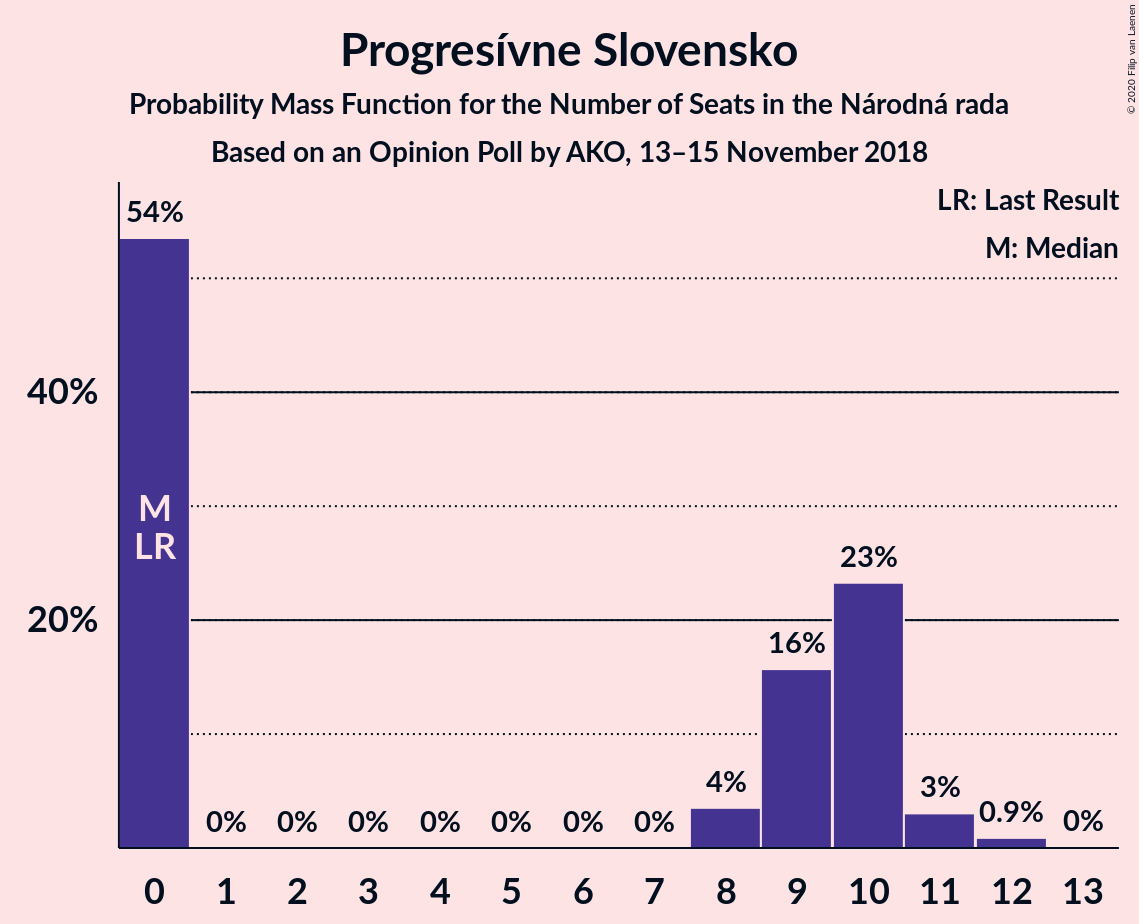 Progresívne Slovensko
Probability Mass Function for the Number of Seats in the Národná rada
Based on an Opinion Poll by AKO, 13–15 November 2018
© 2020 Filip van Laenen
LR: Last Result
M: Median
54%
40%
20%
M
LR
0%
0%
0%
0%
0%
0%
0%
4%
16%
23%
3%
0.9%
0%
0 1 2 3 4 5 6 7 8 9 10 11 12 13